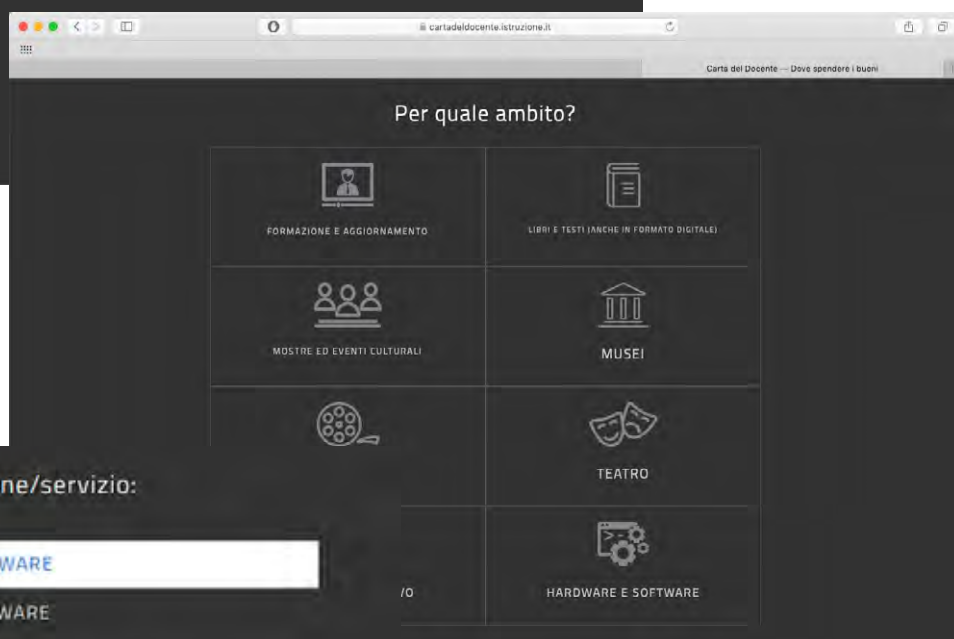 cartadeldocente.istruzione.it
Carta del Docente — Dove spendere i buoni
Per quale ambito?
FORMAZIONE E AGGIORNAMENTO
LIBRI E TESTI (ANCHE IN FORMATO DIGITALE)
MOSTRE ED EVENTI CULTURALI
MUSEI
TEATRO
ne/servizio:
WARE
WARE
/O
HARDWARE E SOFTWARE